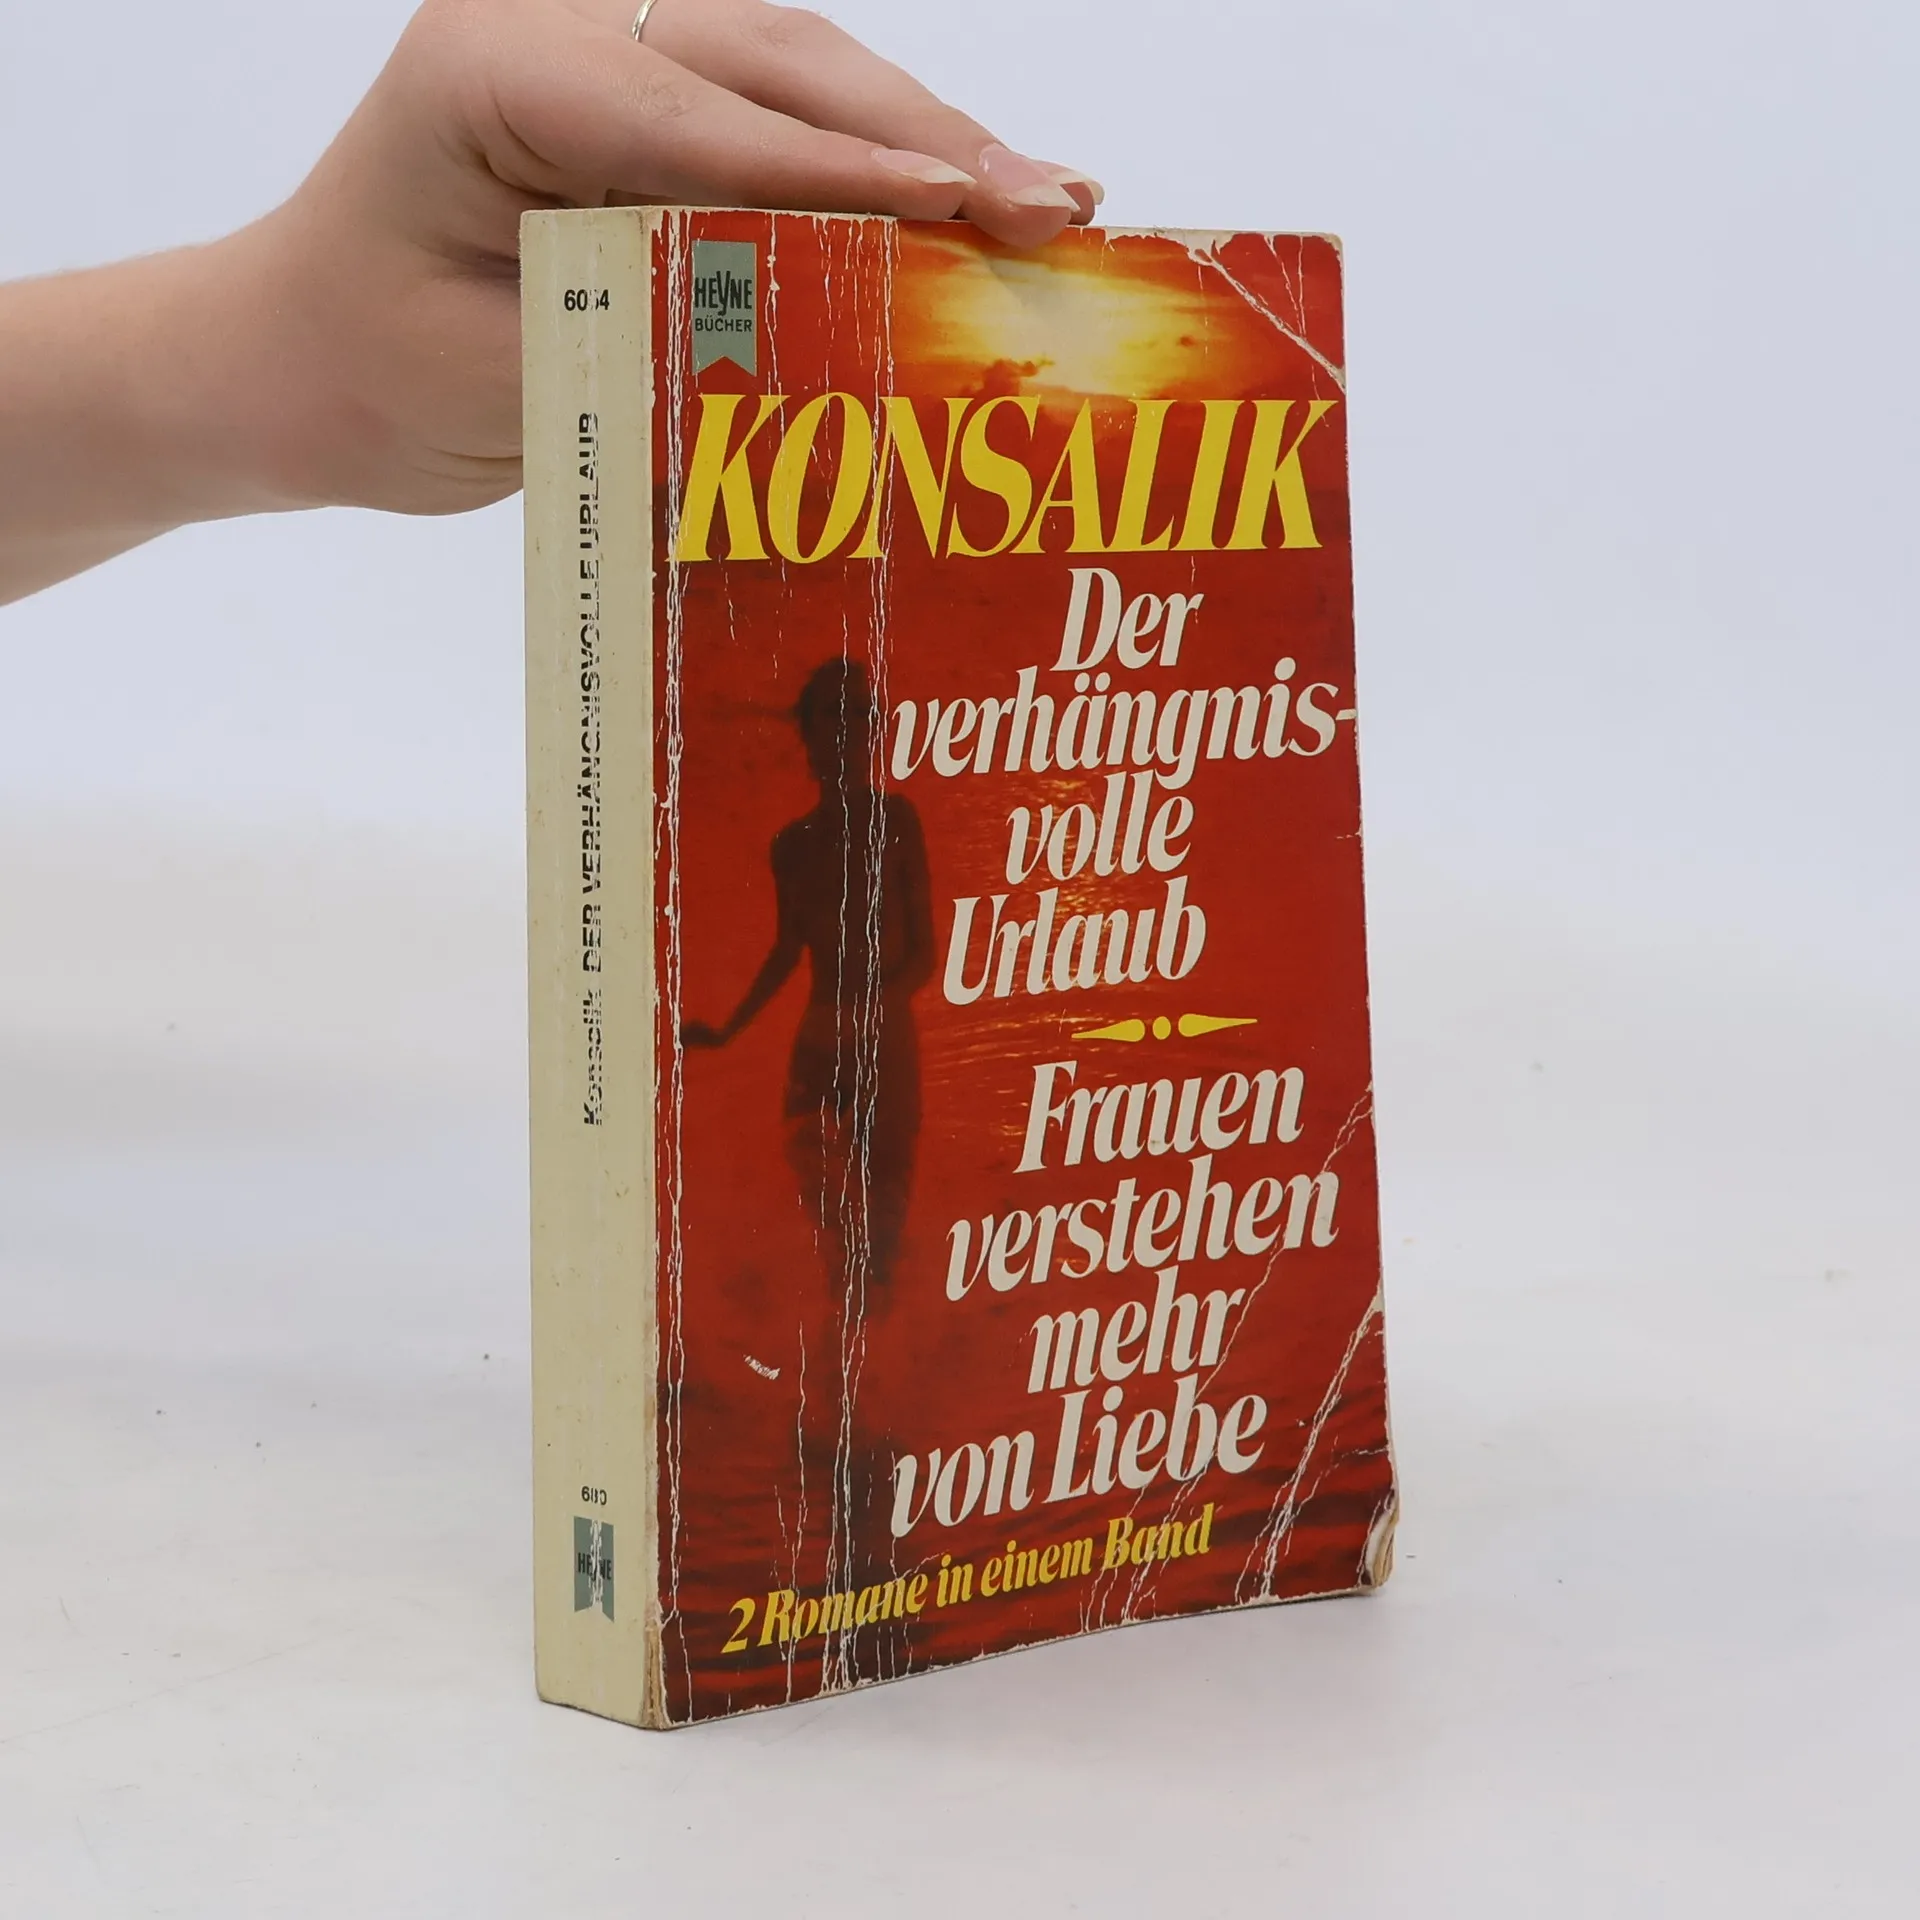 HEYNE
BÜCHER
KONSALIK
Der
verhängnis-
volle
Urlaub
Frauen
verstehen
mehr
von Liebe
2 Romane in einem Band
Konsalik DER VERHÄNGNISVOLLE URLAUB
HEYNE